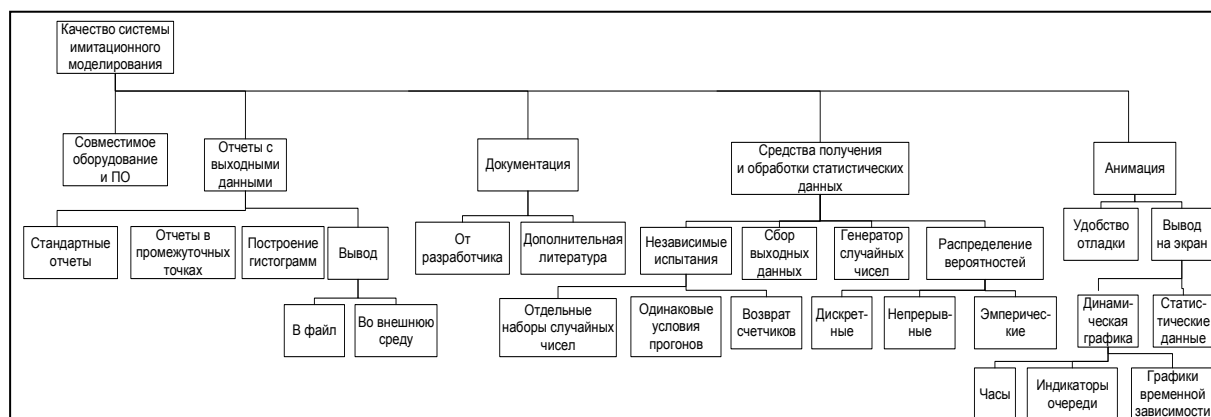 Качество системы
имитационного
моделирования
Совместимое
оборудование
и ПО
Отчеты с
выходными
данными
Документация
Средства получения
и обработки статистических
данных
Анимация
Стандартные
отчеты
Отчеты в
промежуточных
точках
Построение
гистограмм
Вывод
От
разработчика
Дополнительная
литература
Независимые
испытания
Сбор
выходных
данных
Генератор
случайных
чисел
Распределение
вероятностей
Удобство
отладки
Вывод
на экран
В файл
Во внешнюю
среду
Отдельные
наборы случайных
чисел
Одинаковые
условия
прогонов
Возврат
счетчиков
Дискрет-
ные
Непрерыв-
ные
Эмперичес-
кие
Динами-
ческая
графика
Статис-
тические
данные
Часы
Индикаторы
очереди
Графики
временной
зависимости